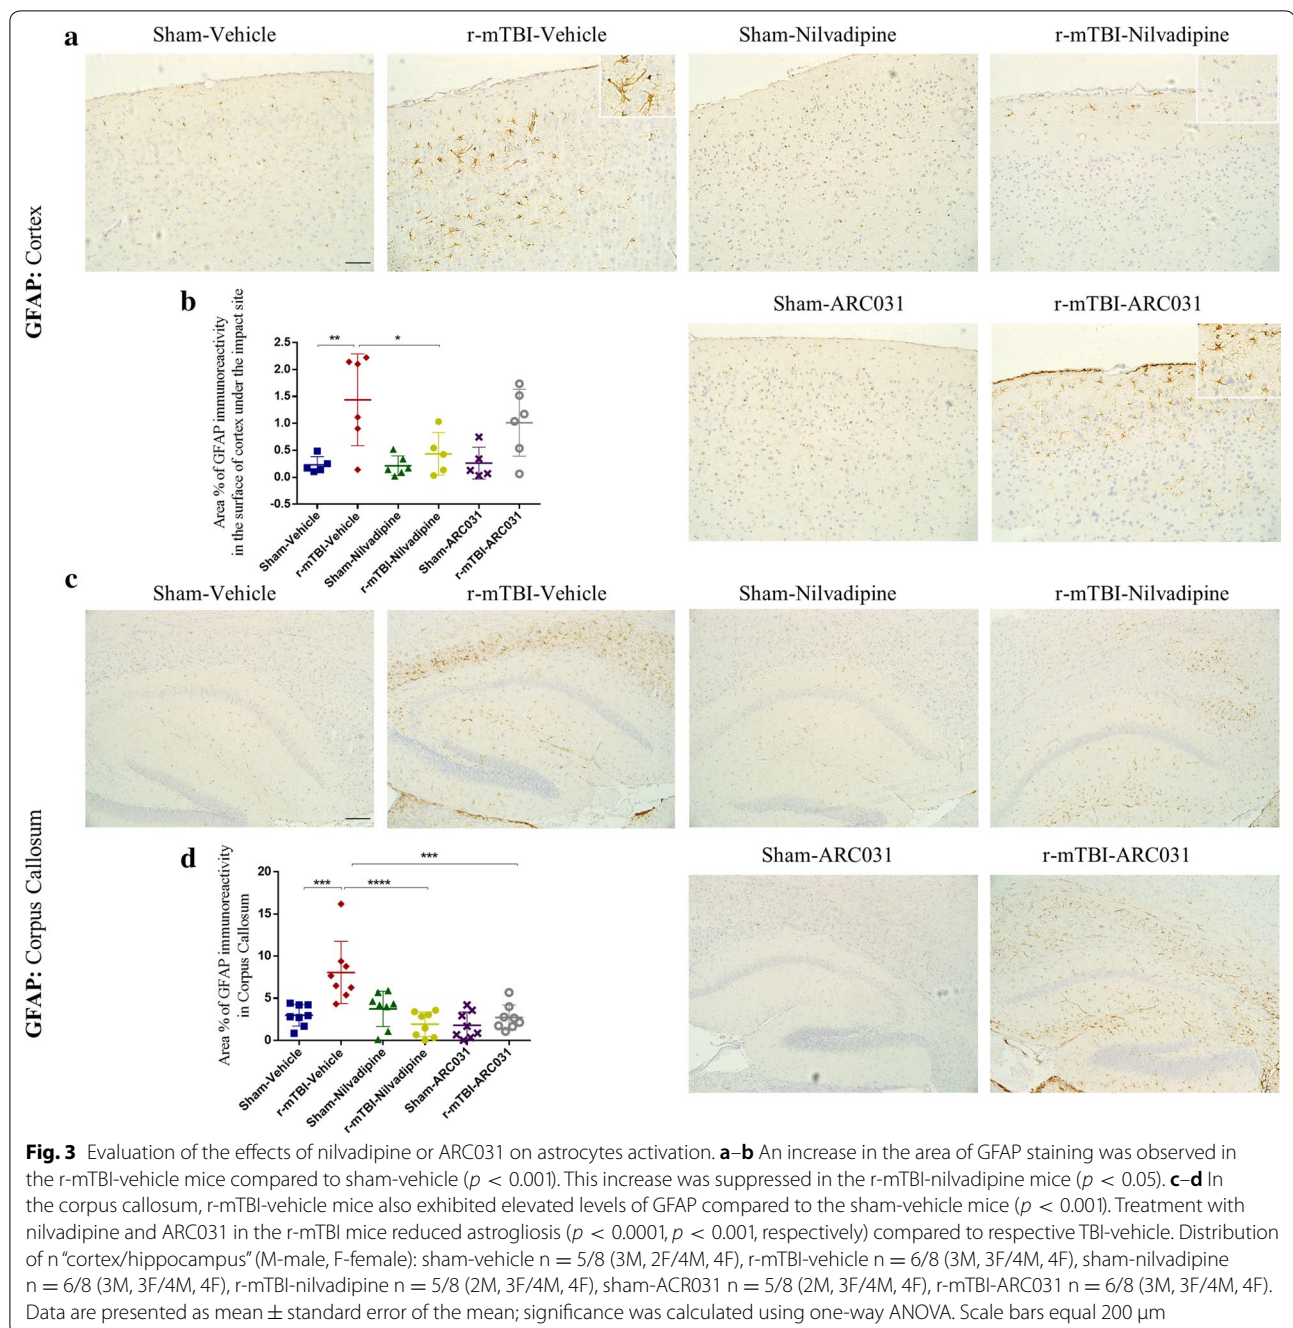 a
Sham-Vehicle
r-mTBI-Vehicle
Sham-Nilvadipine
r-mTBI-Nilvadipine
GFAP: Cortex
b
Area % of GFAP immunoreactivity
in the surface of cortex under the impact site
2.5
2.0
1.5
1.0
0.5
0.0
-0.5
**
*
Sham-Vehicle
r-mTBI-Vehicle
Sham-Nilvadipine
r-mTBI-Nilvadipine
Sham-ARC031
r-mTBI-ARC031
Sham-ARC031
r-mTBI-ARC031
c
Sham-Vehicle
r-mTBI-Vehicle
Sham-Nilvadipine
r-mTBI-Nilvadipine
GFAP: Corpus Callosum
d
Area % of GFAP immunoreactivity
in Corpus Callosum
20
15
10
5
0
***
****
***
Sham-Vehicle
r-mTBI-Vehicle
Sham-Nilvadipine
r-mTBI-Nilvadipine
Sham-ARC031
r-mTBI-ARC031
Sham-ARC031
r-mTBI-ARC031
Fig. 3 Evaluation of the effects of nilvadipine or ARC031 on astrocytes activation. a–b An increase in the area of GFAP staining was observed in
the r-mTBI-vehicle mice compared to sham-vehicle (p < 0.001). This increase was suppressed in the r-mTBI-nilvadipine mice (p < 0.05). c–d In
the corpus callosum, r-mTBI-vehicle mice also exhibited elevated levels of GFAP compared to the sham-vehicle mice (p < 0.001). Treatment with
nilvadipine and ARC031 in the r-mTBI mice reduced astrogliosis (p < 0.0001, p < 0.001, respectively) compared to respective TBI-vehicle. Distribution
of n “cortex/hippocampus” (M-male, F-female): sham-vehicle n = 5/8 (3M, 2F/4M, 4F), r-mTBI-vehicle n = 6/8 (3M, 3F/4M, 4F), sham-nilvadipine
n = 6/8 (3M, 3F/4M, 4F), r-mTBI-nilvadipine n = 5/8 (2M, 3F/4M, 4F), sham-ACR031 n = 5/8 (2M, 3F/4M, 4F), r-mTBI-ARC031 n = 6/8 (3M, 3F/4M, 4F).
Data are presented as mean ± standard error of the mean; significance was calculated using one-way ANOVA. Scale bars equal 200 μm